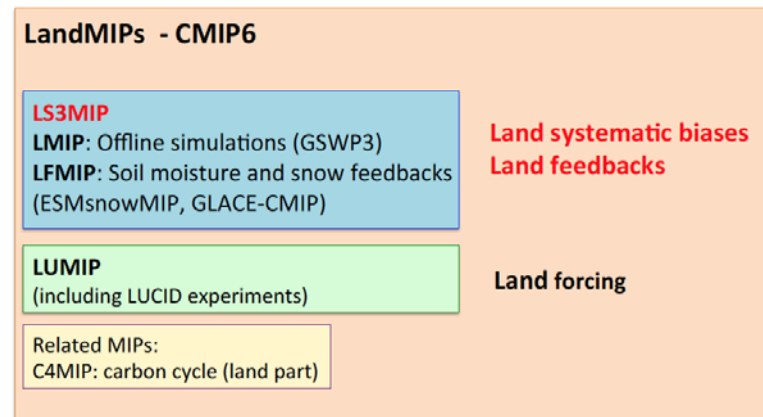 LandMIPs - CMIP6
LS3MIP
LMIP: Offline simulations (GSWP3)
LFMIP: Soil moisture and snow feedbacks
(ESMsnowMIP, GLACE-CMIP)
Land systematic biases
Land feedbacks
LUMIP
(including LUCID experiments)
Land forcing
Related MIPs:
C4MIP: carbon cycle (land part)